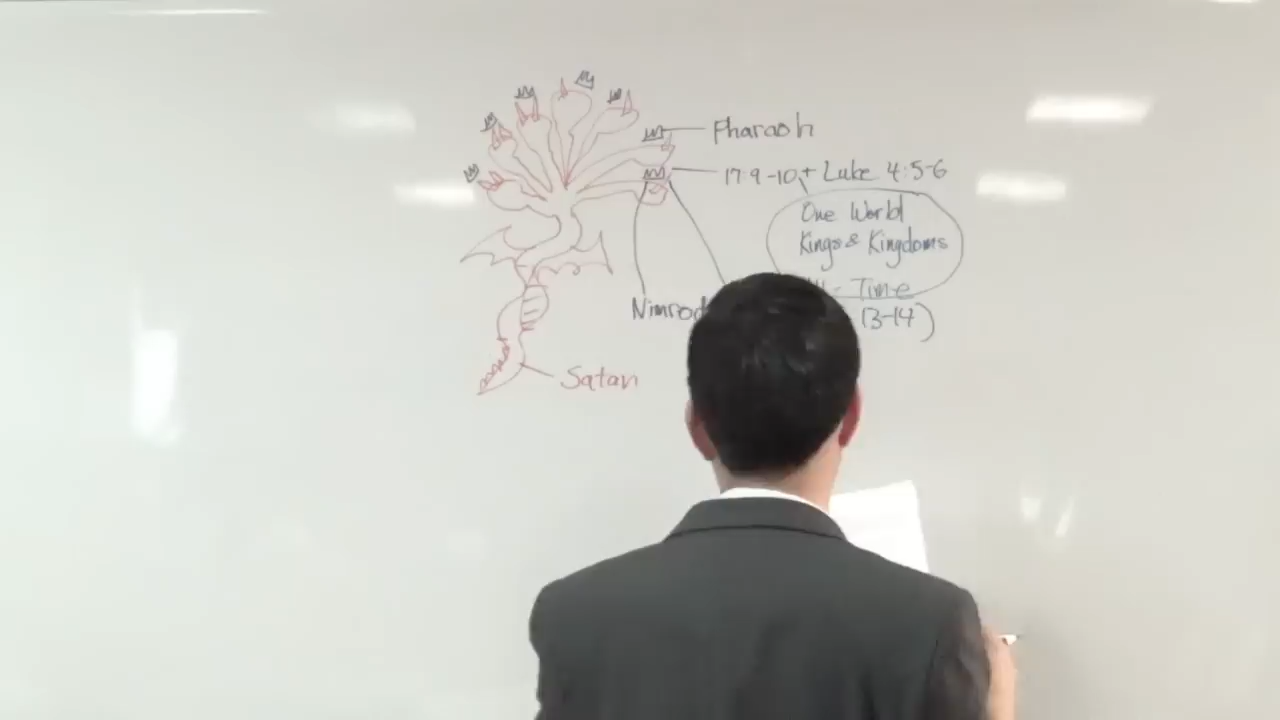 Pharaoh
17:9-10, + Luke 4:5-6
One World
Kings & Kingdoms
- Time
Nimrod
13-14)
Satan